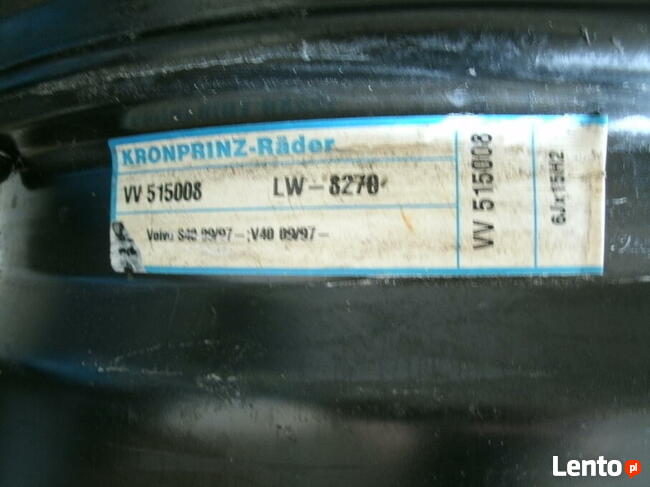 KRONPRINZ-Räder
VV 515008 LW-8270
Volvo S40 09/97-;V40 09/97-
VV 515008
6Jx15H2
Lento.pl